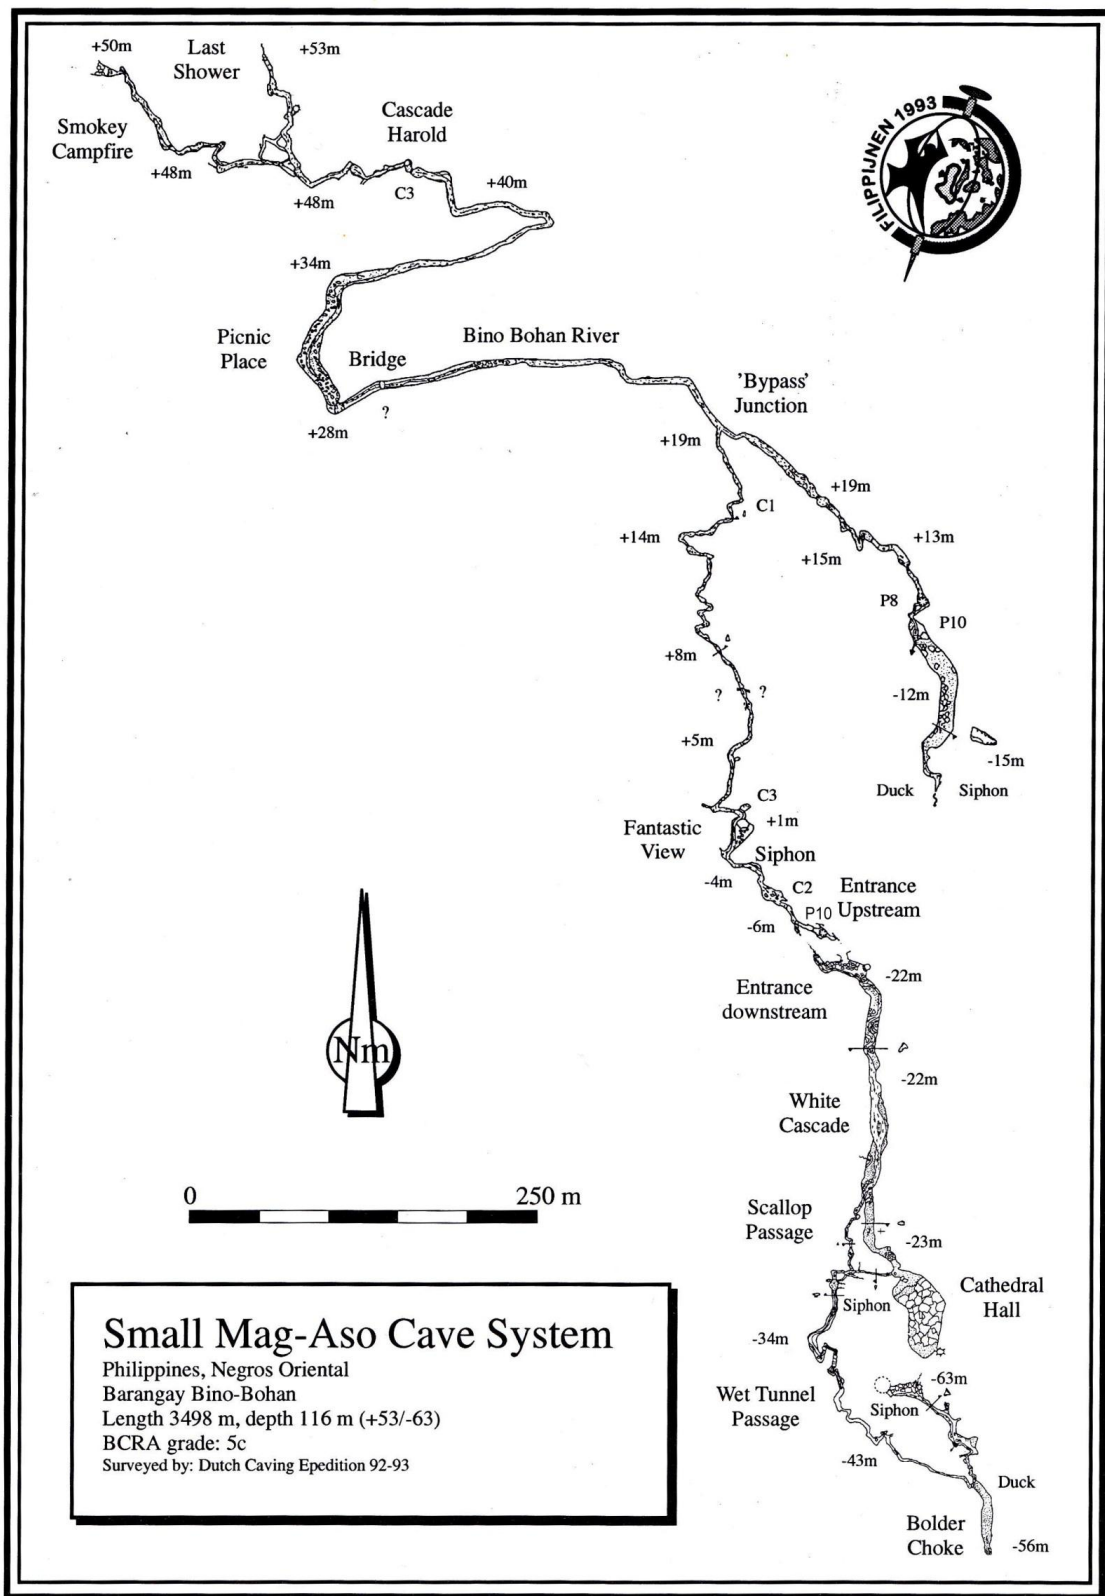 +50m
Last
Shower
+53m
Smokey
Campfire
Cascade
Harold
+48m
+48m
C3
+40m
FILIPPIJNEN 1993
+34m
Picnic
Place
Bridge
Bino Bohan River
?
+28m
'Bypass'
Junction
+19m
+19m
C1
+14m
+15m
+13m
P8
P10
+8m
-12m
?
?
+5m
-15m
Duck
Siphon
C3
+1m
Fantastic
View
Siphon
-4m
C2
Entrance
Upstream
P10
-6m
-22m
Entrance
downstream
Nm
-22m
White
Cascade
0
250 m
Scallop
Passage
-23m
Cathedral
Hall
Siphon
-34m
-63m
Siphon
Wet Tunnel
Passage
-43m
Duck
Bolder
Choke
-56m
Small Mag-Aso Cave System
Philippines, Negros Oriental
Barangay Bino-Bohan
Length 3498 m, depth 116 m (+53/-63)
BCRA grade: 5c
Surveyed by: Dutch Caving Epedition 92-93